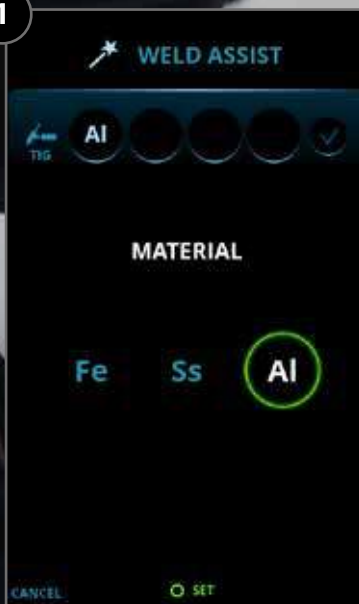 1
WELD ASSIST
TIG
Al
MATERIAL
Fe Ss Al
CANCEL SET